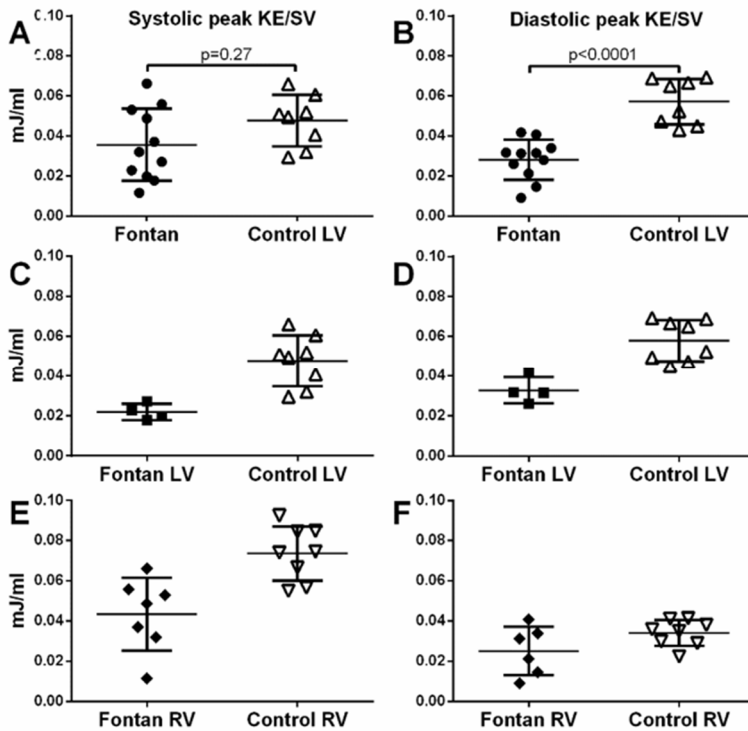 A
Systolic peak KE/SV
B
Diastolic peak KE/SV
0.10
0.08
0.06
0.04
0.02
0.00
mJ/ml
p=0.27
Fontan Control LV
0.10
0.08
0.06
0.04
0.02
0.00
p<0.0001
Fontan Control LV
C
0.10
0.08
0.06
0.04
0.02
0.00
mJ/ml
Fontan LV Control LV
D
0.10
0.08
0.06
0.04
0.02
0.00
Fontan LV Control LV
E
0.10
0.08
0.06
0.04
0.02
0.00
mJ/ml
Fontan RV Control RV
F
0.10
0.08
0.06
0.04
0.02
0.00
Fontan RV Control RV